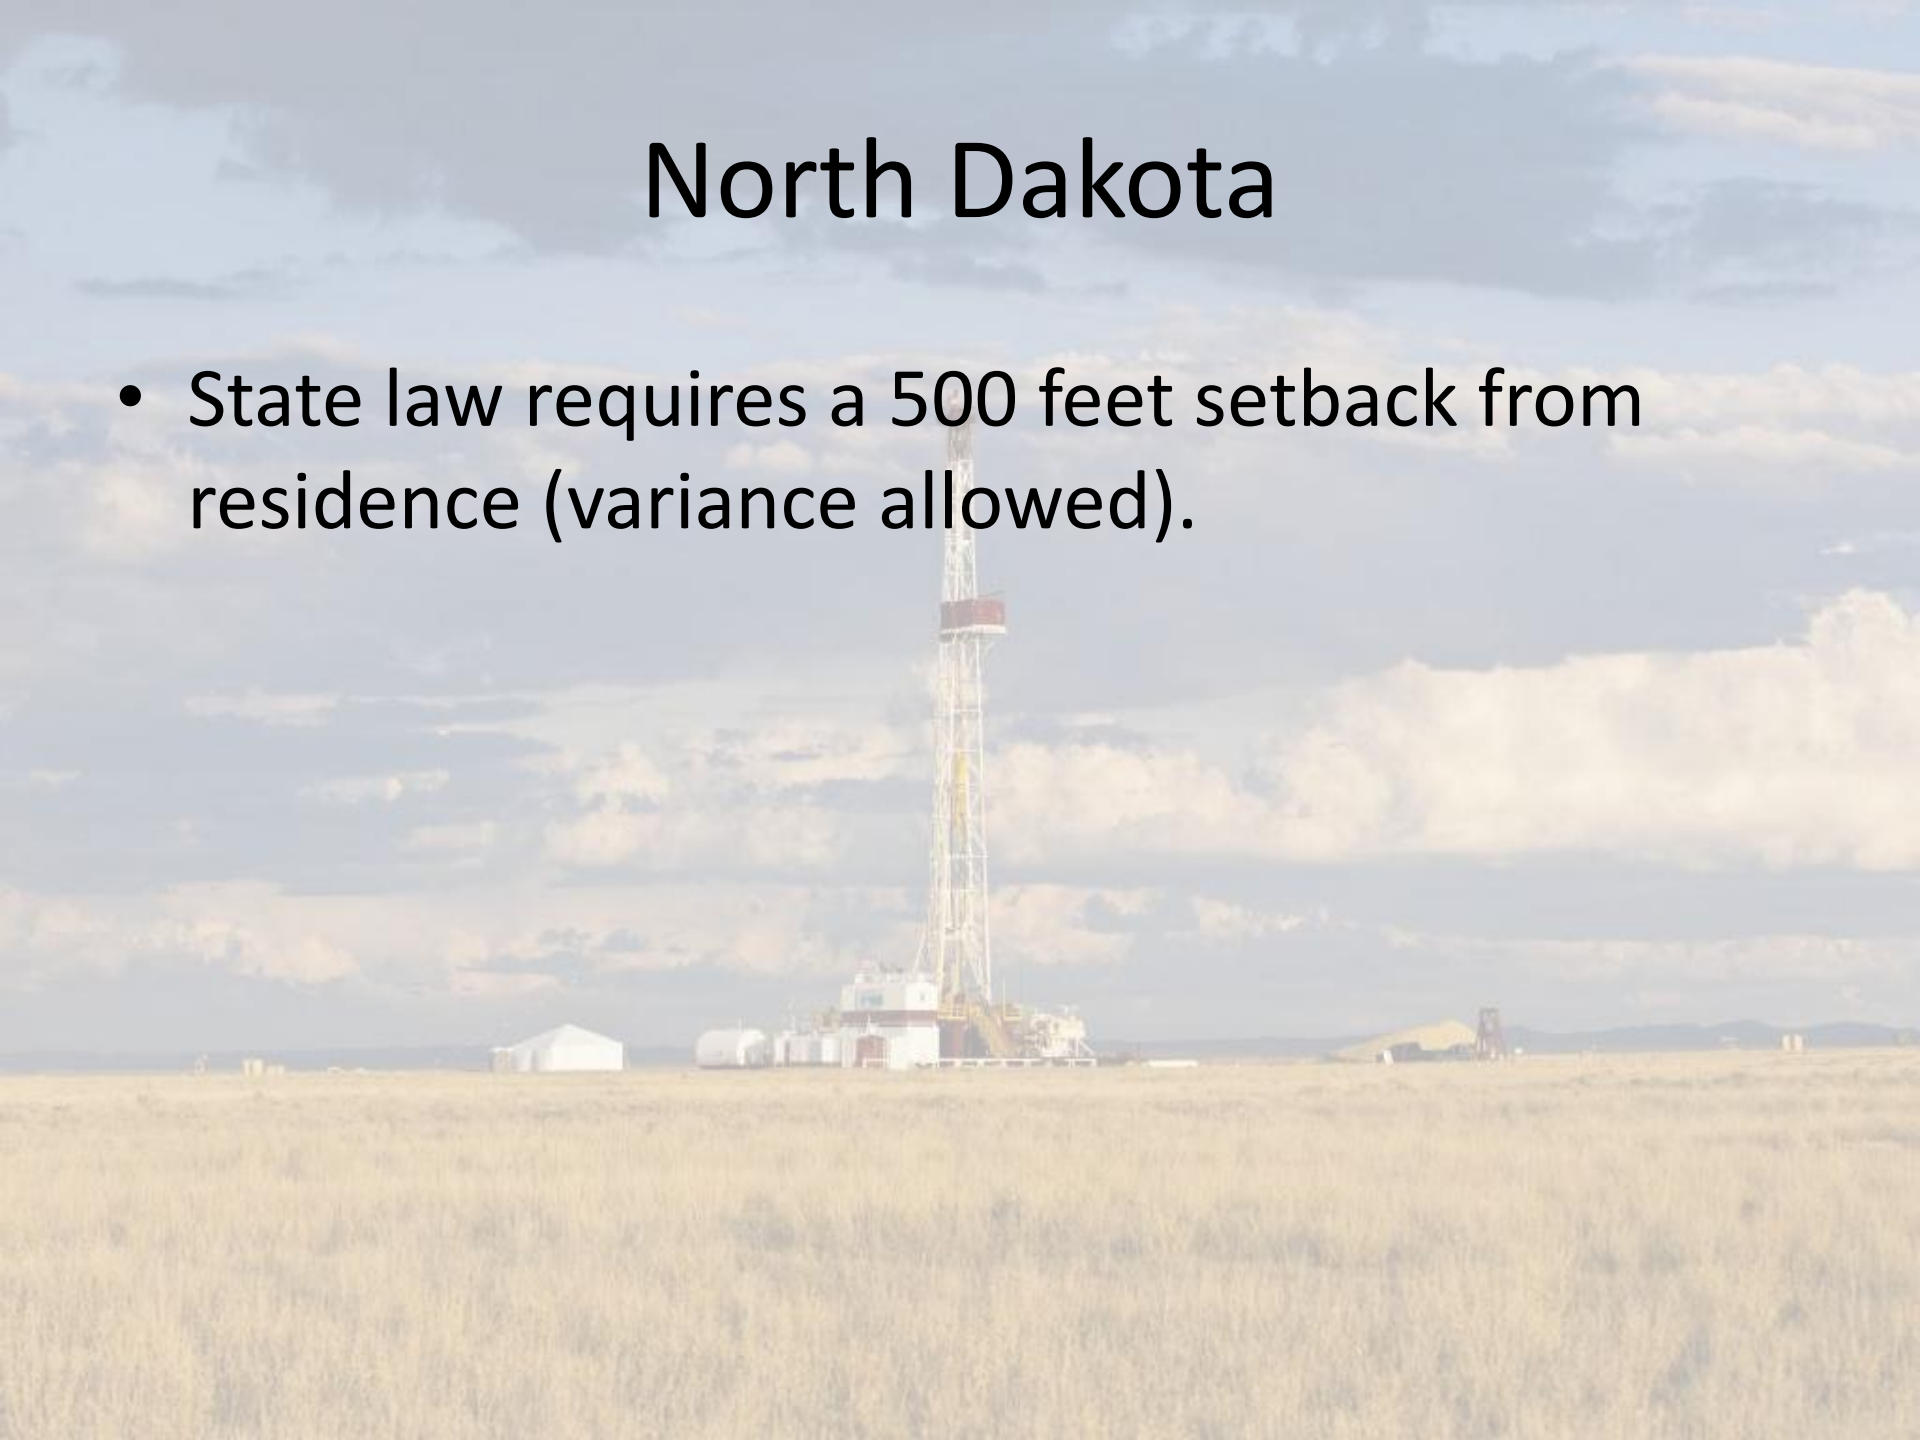 North Dakota
• State law requires a 500 feet setback from
residence (variance allowed).